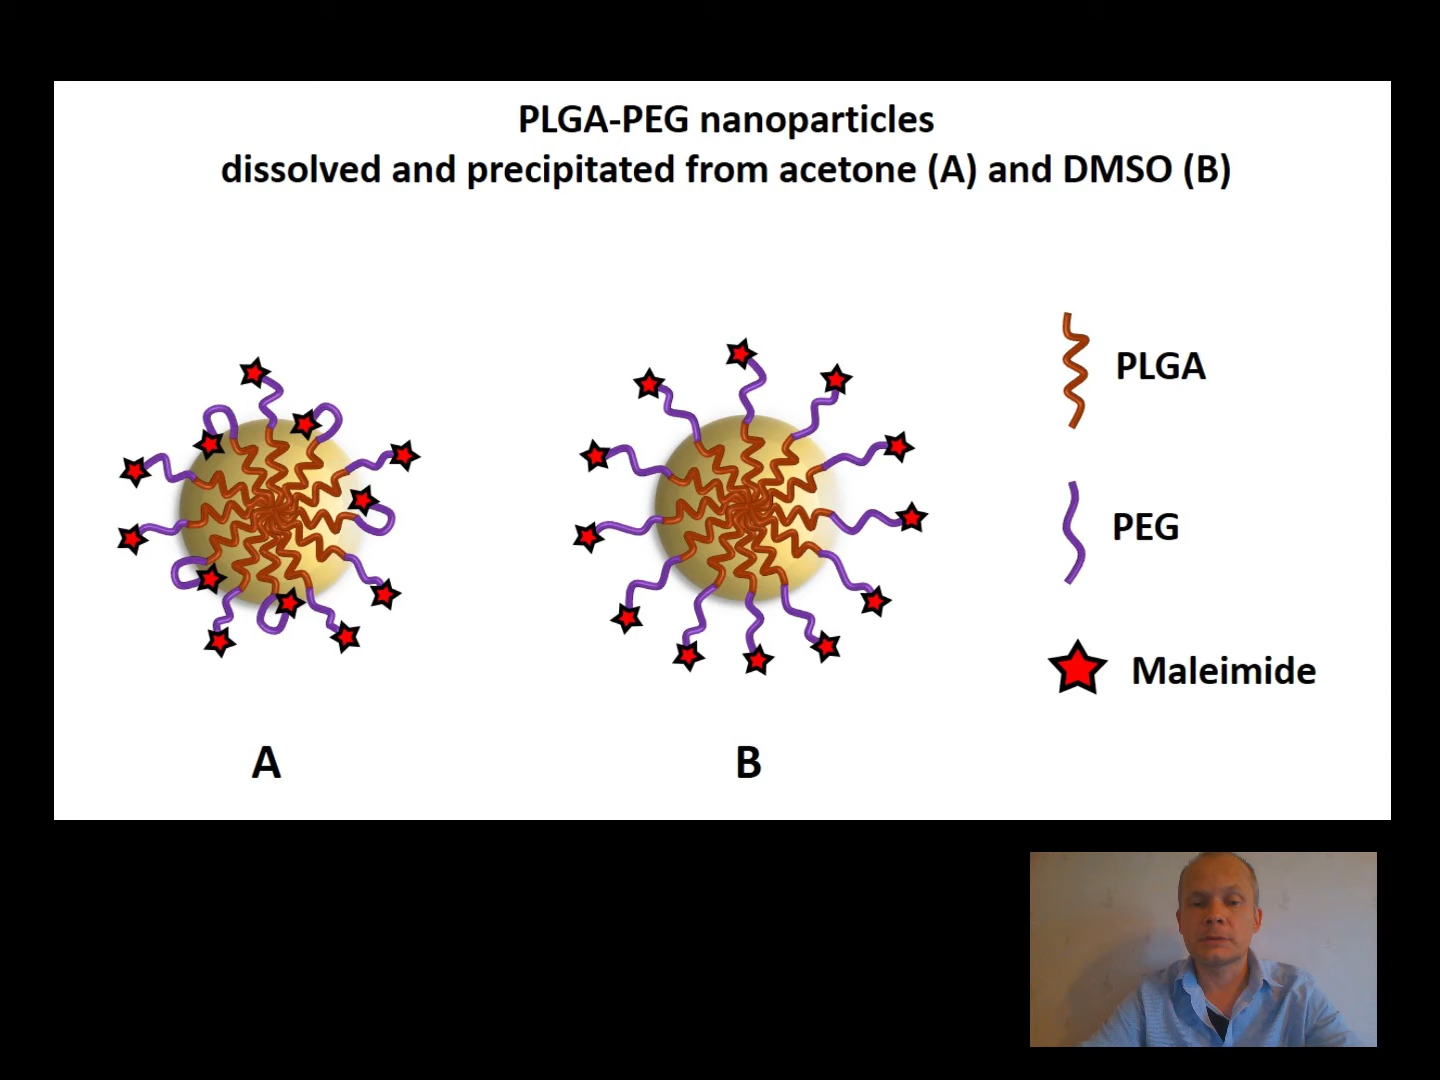 PLGA-PEG nanoparticles
dissolved and precipitated from acetone (A) and DMSO (B)
PLGA
PEG
Maleimide
A
B